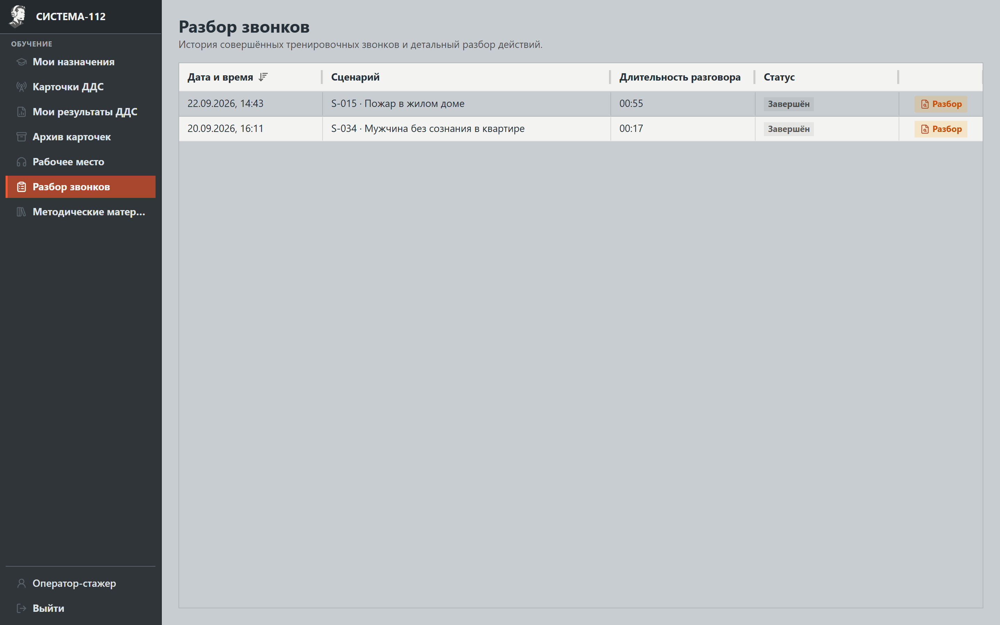 СИСТЕМА-112
ОБУЧЕНИЕ
Мои назначения
Карточки ДДС
Мои результаты ДДС
Архив карточек
Рабочее место
Разбор звонков
Методические матер...
Оператор-стажер
Выйти
Разбор звонков
История совершённых тренировочных звонков и детальный разбор действий.
Дата и время Сценарий Длительность разговора Статус
22.09.2026, 14:43 S-015 · Пожар в жилом доме 00:55 Завершён Разбор
20.09.2026, 16:11 S-034 · Мужчина без сознания в квартире 00:17 Завершён Разбор